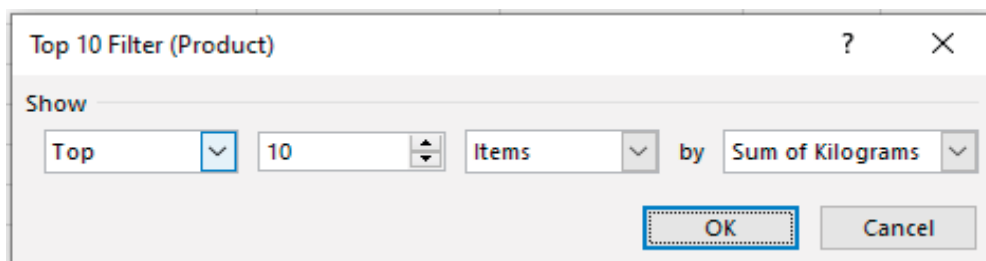 Top 10 Filter (Product) ?
Show
Top 10 Items by Sum of Kilograms
OK Cancel